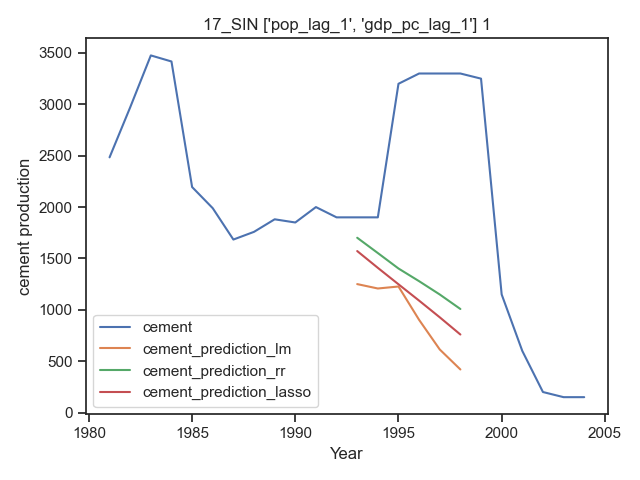 17_SIN ['pop_lag_1', 'gdp_pc_lag_1'] 1
cement production
3500
3000
2500
2000
1500
1000
500
0
cement
cement_prediction_lm
cement_prediction_rr
cement_prediction_lasso
1980
1985
1990
1995
2000
2005
Year